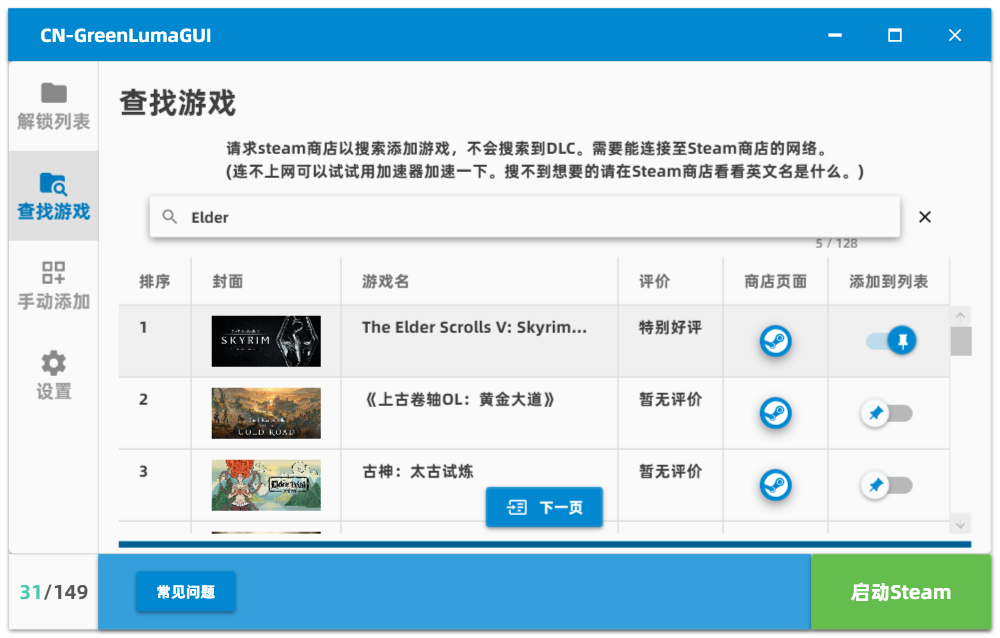 CN-GreenLumaGUI
解锁列表
查找游戏
手动添加
设置
查找游戏
请求steam商店以搜索添加游戏，不会搜索到DLC。需要能连接至Steam商店的网络。
(连不上网可以试试用加速器加速一下。搜不到想要的请在Steam商店看看英文名是什么。)
Elder
5 / 128
排序 封面 游戏名 评价 商店页面 添加到列表
1 SKYRIM The Elder Scrolls V: Skyrim... 特别好评
2 GOLD ROAD 《上古卷轴OL：黄金大道》 暂无评价
3 Elder Trial 古神：太古试炼 暂无评价
下一页
31/149
常见问题
启动Steam